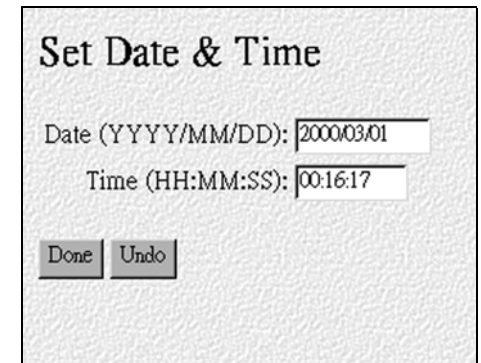 Set Date & Time
Date (YYYY/MM/DD): 2000/03/01
Time (HH:MM:SS): 00:16:17
Done Undo